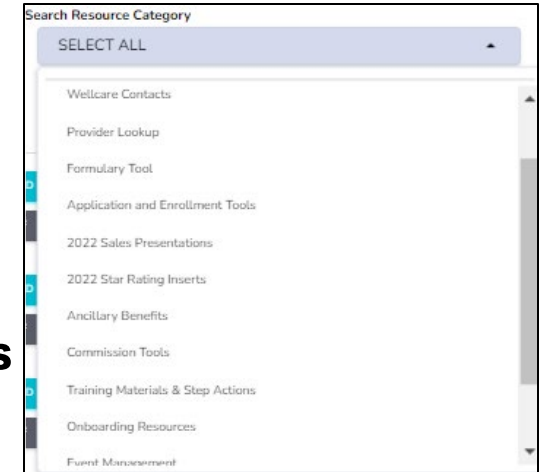 Search Resource Category
SELECT ALL
Wellcare Contacts
Provider Lookup
Formulary Tool
Application and Enrollment Tools
2022 Sales Presentations
2022 Star Rating Inserts
Ancillary Benefits
Commission Tools
Training Materials & Step Actions
Onboarding Resources
Event Management